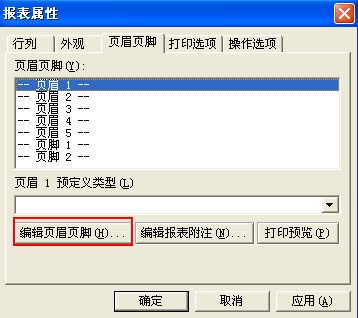 报表属性
行列 外观 页眉页脚 打印选项 操作选项
页眉页脚(Y):
-- 页眉 1 --
-- 页眉 2 --
-- 页眉 3 --
-- 页眉 4 --
-- 页眉 5 --
-- 页脚 1 --
-- 页脚 2 --
页眉 1 预定义类型(L)
编辑页眉页脚(H)... 编辑报表附注(N)... 打印预览(P)
确定 取消 应用(A)